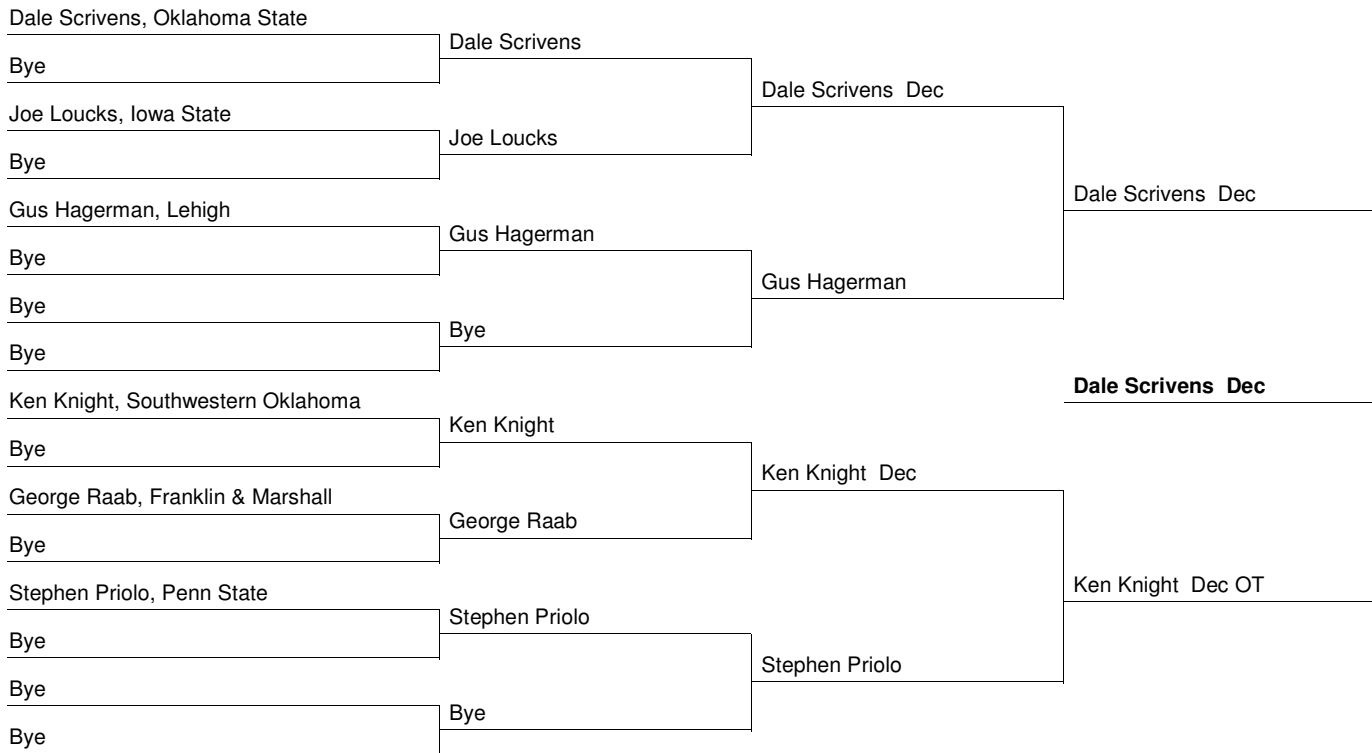 Dale Scrivens, Oklahoma State
Bye
Joe Loucks, Iowa State
Bye
Gus Hagerman, Lehigh
Bye
Bye
Bye
Ken Knight, Southwestern Oklahoma
Bye
George Raab, Franklin & Marshall
Bye
Stephen Priolo, Penn State
Bye
Bye
Bye
Dale Scrivens
Joe Loucks
Gus Hagerman
Bye
Ken Knight
George Raab
Stephen Priolo
Bye
Dale Scrivens  Dec
Gus Hagerman
Ken Knight  Dec
Stephen Priolo
Dale Scrivens  Dec
Dale Scrivens  Dec
Ken Knight  Dec OT